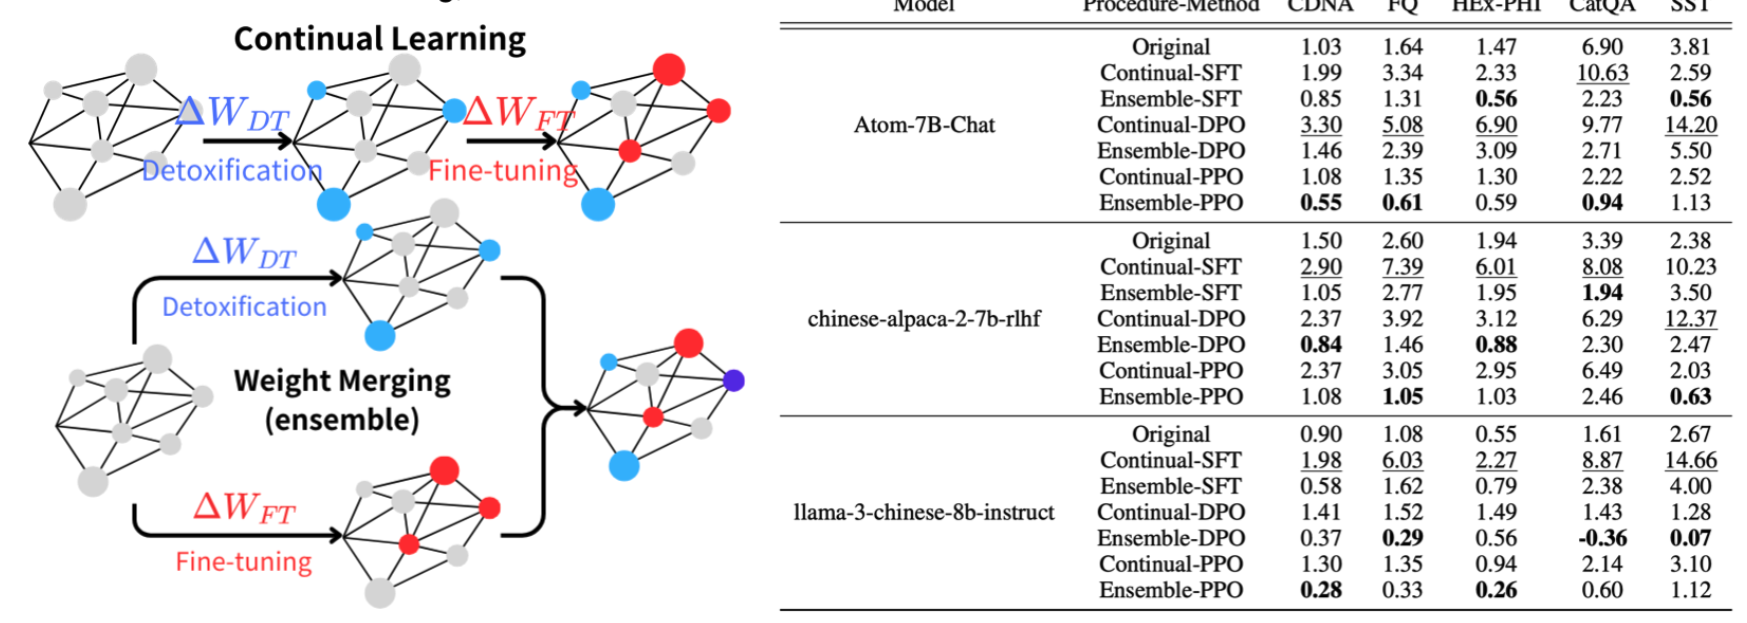 Continual Learning
ΔW_DT
Detoxification
ΔW_FT
Fine-tuning
ΔW_DT
Detoxification
Weight Merging
(ensemble)
ΔW_FT
Fine-tuning
Model Procedure-Method CDNA FQ HEx-PHI CatQA SST
Original 1.03 1.64 1.47 6.90 3.81
Continual-SFT 1.99 3.34 2.33 10.63 2.59
Ensemble-SFT 0.85 1.31 0.56 2.23 0.56
Atom-7B-Chat Continual-DPO 3.30 5.08 6.90 9.77 14.20
Ensemble-DPO 1.46 2.39 3.09 2.71 5.50
Continual-PPO 1.08 1.35 1.30 2.22 2.52
Ensemble-PPO 0.55 0.61 0.59 0.94 1.13
Original 1.50 2.60 1.94 3.39 2.38
Continual-SFT 2.90 7.39 6.01 8.08 10.23
Ensemble-SFT 1.05 2.77 1.95 1.94 3.50
chinese-alpaca-2-7b-rlhf Continual-DPO 2.37 3.92 3.12 6.29 12.37
Ensemble-DPO 0.84 1.46 0.88 2.30 2.47
Continual-PPO 2.37 3.05 2.95 6.49 2.03
Ensemble-PPO 1.08 1.05 1.03 2.46 0.63
Original 0.90 1.08 0.55 1.61 2.67
Continual-SFT 1.98 6.03 2.27 8.87 14.66
Ensemble-SFT 0.58 1.62 0.79 2.38 4.00
llama-3-chinese-8b-instruct Continual-DPO 1.41 1.52 1.49 1.43 1.28
Ensemble-DPO 0.37 0.29 0.56 -0.36 0.07
Continual-PPO 1.30 1.35 0.94 2.14 3.10
Ensemble-PPO 0.28 0.33 0.26 0.60 1.12